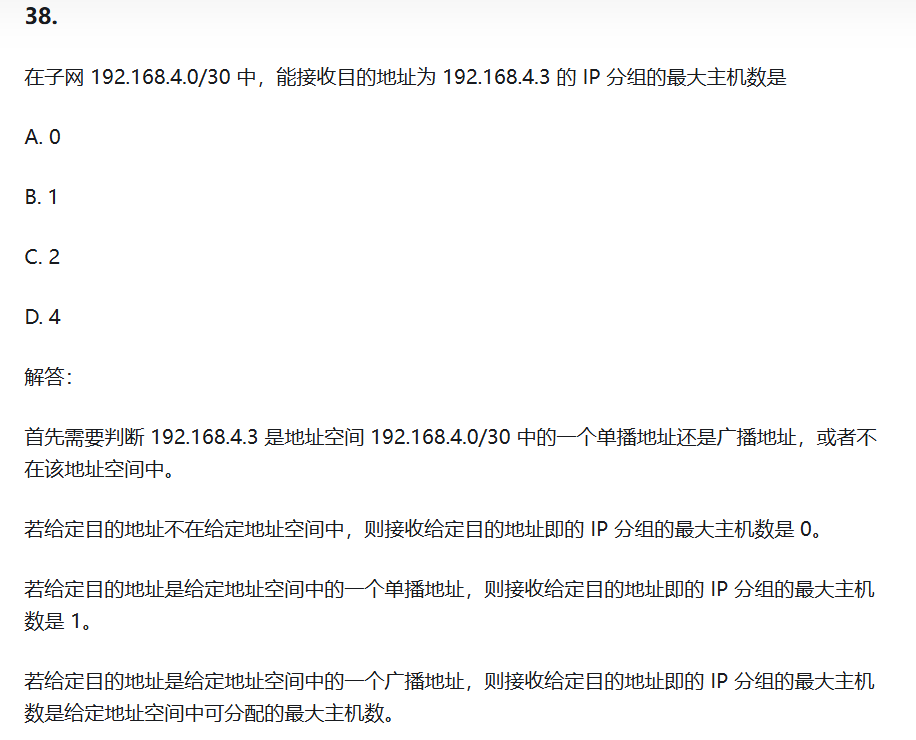 38.
在子网 192.168.4.0/30 中，能接收目的地址为 192.168.4.3 的 IP 分组的最大主机数是
A. 0
B. 1
C. 2
D. 4
解答：
首先需要判断 192.168.4.3 是地址空间 192.168.4.0/30 中的一个单播地址还是广播地址，或者不
在该地址空间中。
若给定目的地址不在给定地址空间中，则接收给定目的地址即的 IP 分组的最大主机数是 0。
若给定目的地址是给定地址空间中的一个单播地址，则接收给定目的地址即的 IP 分组的最大主机
数是 1。
若给定目的地址是给定地址空间中的一个广播地址，则接收给定目的地址即的 IP 分组的最大主机
数是给定地址空间中可分配的最大主机数。